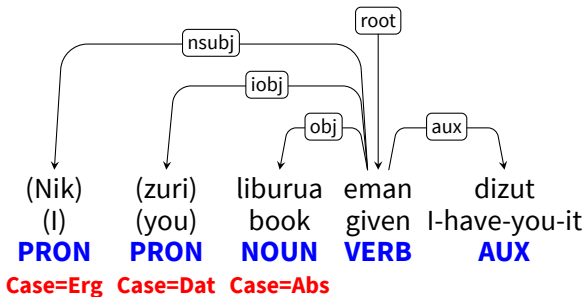 root
nsubj
iobj
obj aux
(Nik) (zuri) liburua eman dizut
(I) (you) book given I-have-you-it
PRON PRON NOUN VERB AUX
Case=Erg Case=Dat Case=Abs